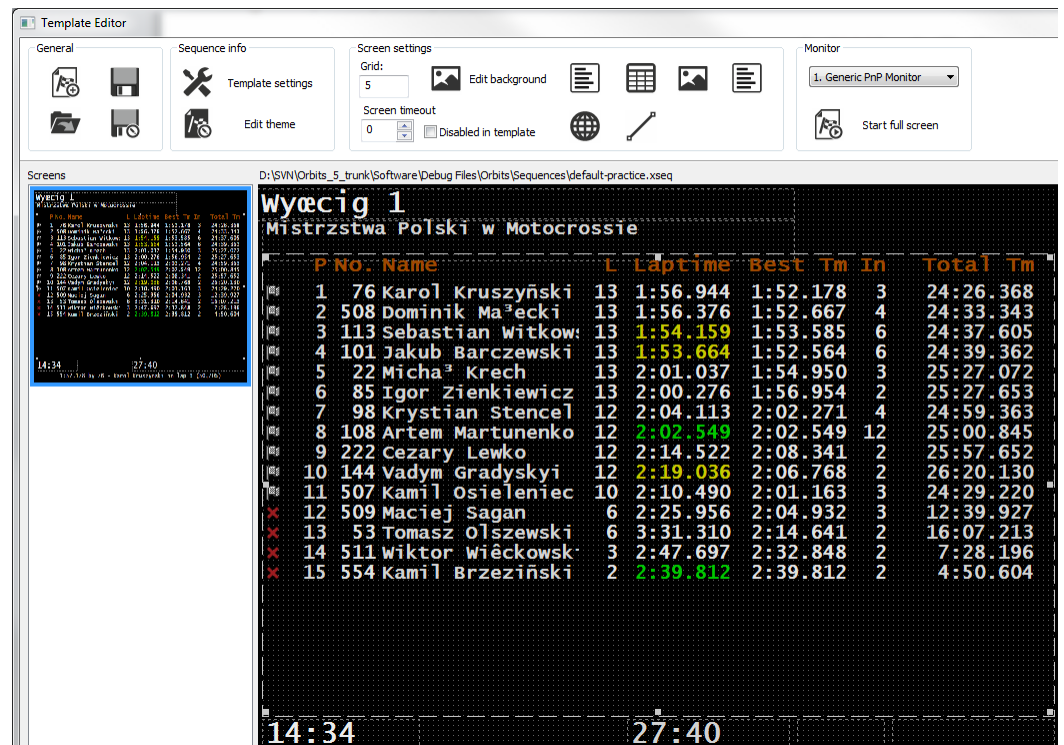 Template Editor
General
Sequence info
Screen settings
Monitor
Grid:
5
Edit background
Template settings
1. Generic PnP Monitor
Screen timeout
0
Disabled in template
Edit theme
Start full screen
Screens
D:\SVN\Orbits_5_trunk\Software\Debug Files\Orbits\Sequences\default-practice.xseq
Wyœcig 1
Mistrzstwa Polski w Motocrossie
14:34 27:40
Wyœcig 1
Mistrzstwa Polski w Motocrossie
P No. Name L Laptime Best Tm In Total Tm
1 76 Karol Kruszyñski 13 1:56.944 1:52.178 3 24:26.368
2 508 Dominik Ma³ecki 13 1:56.376 1:52.667 4 24:33.343
3 113 Sebastian Witkows 13 1:54.159 1:53.585 6 24:37.605
4 101 Jakub Barczewski 13 1:53.664 1:52.564 6 24:39.362
5 22 Micha³ Krech 13 2:01.037 1:54.950 3 25:27.072
6 85 Igor Zienkiewicz 13 2:00.276 1:56.954 2 25:27.653
7 98 Krystian Stencel 12 2:04.113 2:02.271 4 24:59.363
8 108 Artem Martunenko 12 2:02.549 2:02.549 12 25:00.845
9 222 Cezary Lewko 12 2:14.522 2:08.341 2 25:57.652
10 144 Vadym Gradyskyi 12 2:19.036 2:06.768 2 26:20.130
11 507 Kamil Osieleniec 10 2:10.490 2:01.163 3 24:29.220
12 509 Maciej Sagan 6 2:25.956 2:04.932 3 12:39.927
13 53 Tomasz Olszewski 6 3:31.310 2:14.641 2 16:07.213
14 511 Wiktor Wiêckowsk 3 2:47.697 2:32.848 2 7:28.196
15 554 Kamil Brzeziñski 2 2:39.812 2:39.812 2 4:50.604
14:34 27:40